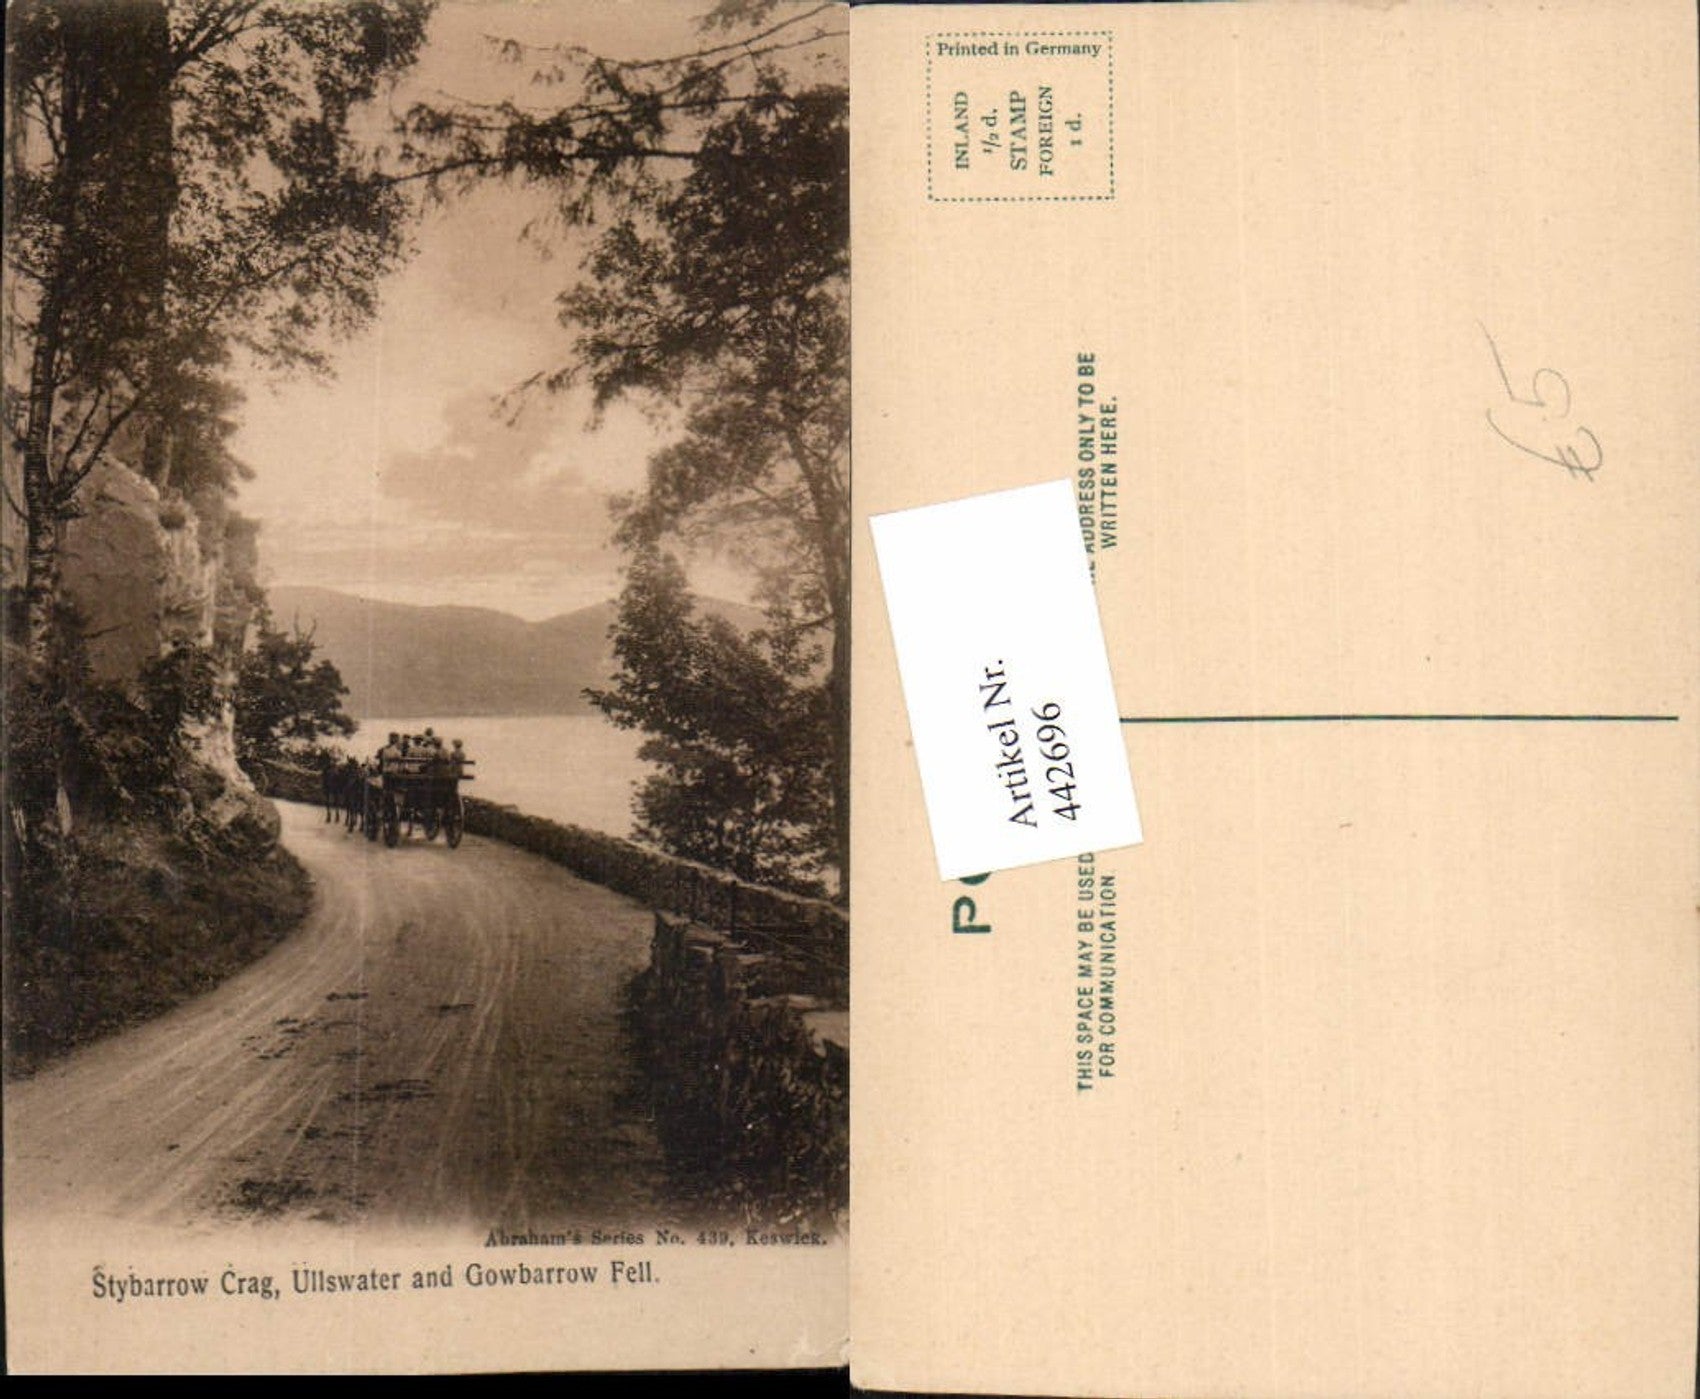 Abraham's Series No. 439, Keswick.
Stybarrow Crag, Ullswater and Gowbarrow Fell.
Printed in Germany
INLAND
1/2 d.
STAMP
FOREIGN
1 d.
ADDRESS ONLY TO BE
WRITTEN HERE.
Artikel Nr.
442696
THIS SPACE MAY BE USED
FOR COMMUNICATION
£5